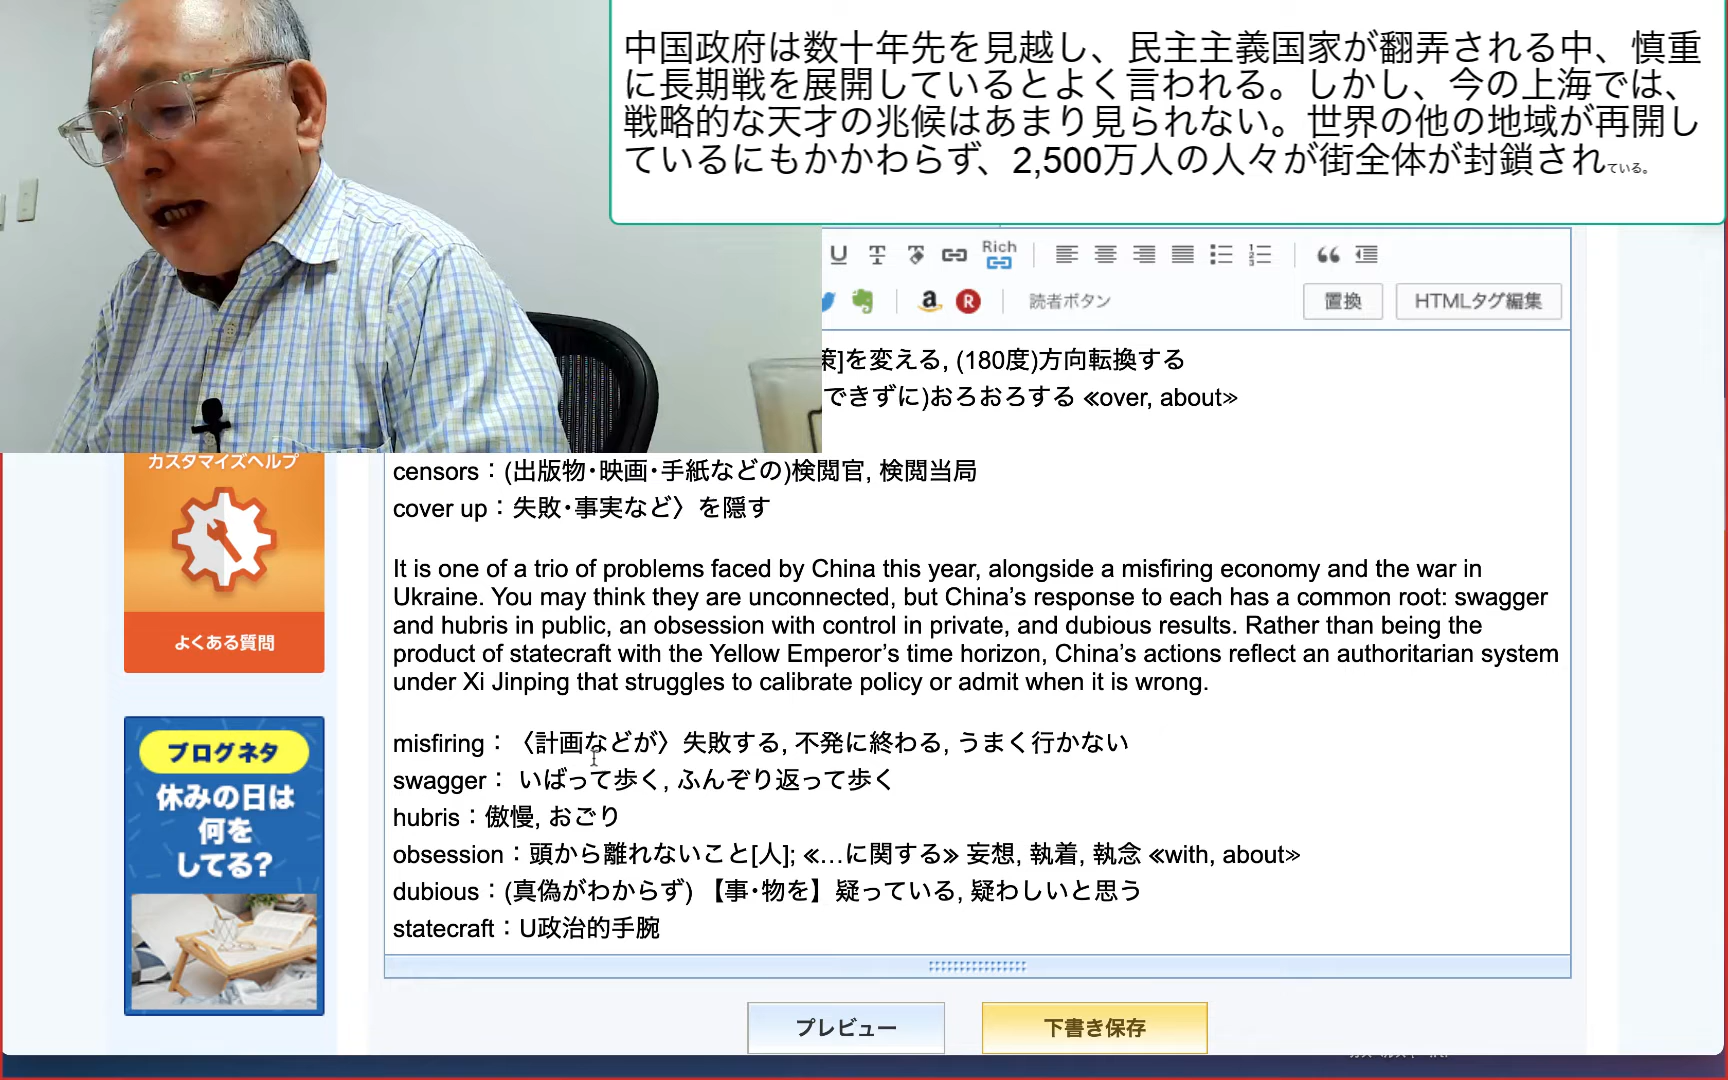 中国政府は数十年先を見越し、民主主義国家が翻弄される中、慎重
に長期戦を展開しているとよく言われる。しかし、今の上海では、
戦略的な天才の兆候はあまり見られない。世界の他の地域が再開し
ているにもかかわらず、2,500万人の人々が街全体が封鎖されている。
Rich
読者ボタン
置換
HTMLタグ編集
]を変える, (180度)方向転換する
できずに)おろおろする ≪over, about≫
censors：(出版物･映画･手紙などの)検閲官, 検閲当局
cover up：失敗･事実など〉を隠す
It is one of a trio of problems faced by China this year, alongside a misfiring economy and the war in
Ukraine. You may think they are unconnected, but China’s response to each has a common root: swagger
and hubris in public, an obsession with control in private, and dubious results. Rather than being the
product of statecraft with the Yellow Emperor’s time horizon, China’s actions reflect an authoritarian system
under Xi Jinping that struggles to calibrate policy or admit when it is wrong.
misfiring：〈計画などが〉失敗する, 不発に終わる, うまく行かない
swagger： いばって歩く, ふんぞり返って歩く
hubris：傲慢, おごり
obsession：頭から離れないこと[人]; ≪…に関する≫ 妄想, 執着, 執念 ≪with, about≫
dubious：(真偽がわからず) 【事･物を】疑っている, 疑わしいと思う
statecraft：U政治的手腕
カスタマイズヘルプ
よくある質問
ブログネタ
休みの日は
何を
してる?
プレビュー
下書き保存